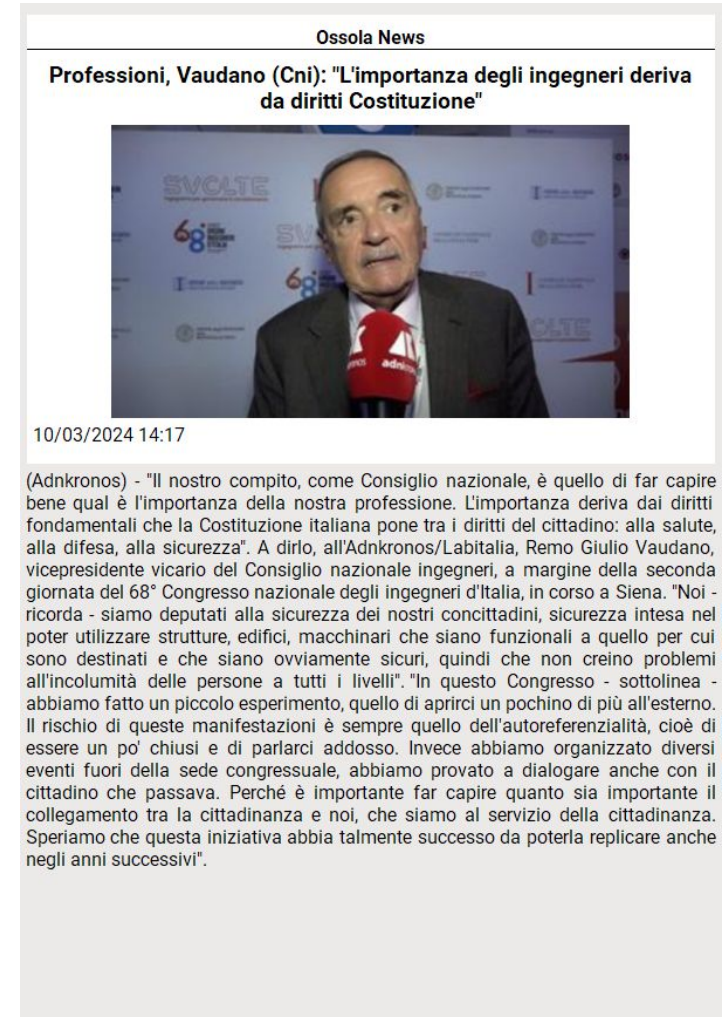 Ossola News
Professioni, Vaudano (Cni): "L'importanza degli ingegneri deriva
da diritti Costituzione"
SVOLTE
68
68
adnkronos
10/03/2024 14:17
(Adnkronos) - "Il nostro compito, come Consiglio nazionale, è quello di far capire
bene qual è l'importanza della nostra professione. L'importanza deriva dai diritti
fondamentali che la Costituzione italiana pone tra i diritti del cittadino: alla salute,
alla difesa, alla sicurezza". A dirlo, all'Adnkronos/Labitalia, Remo Giulio Vaudano,
vicepresidente vicario del Consiglio nazionale ingegneri, a margine della seconda
giornata del 68° Congresso nazionale degli ingegneri d'Italia, in corso a Siena. "Noi -
ricorda - siamo deputati alla sicurezza dei nostri concittadini, sicurezza intesa nel
poter utilizzare strutture, edifici, macchinari che siano funzionali a quello per cui
sono destinati e che siano ovviamente sicuri, quindi che non creino problemi
all'incolumità delle persone a tutti i livelli". "In questo Congresso - sottolinea -
abbiamo fatto un piccolo esperimento, quello di aprirci un pochino di più all'esterno.
Il rischio di queste manifestazioni è sempre quello dell'autoreferenzialità, cioè di
essere un po' chiusi e di parlarci addosso. Invece abbiamo organizzato diversi
eventi fuori della sede congressuale, abbiamo provato a dialogare anche con il
cittadino che passava. Perché è importante far capire quanto sia importante il
collegamento tra la cittadinanza e noi, che siamo al servizio della cittadinanza.
Speriamo che questa iniziativa abbia talmente successo da poterla replicare anche
negli anni successivi".